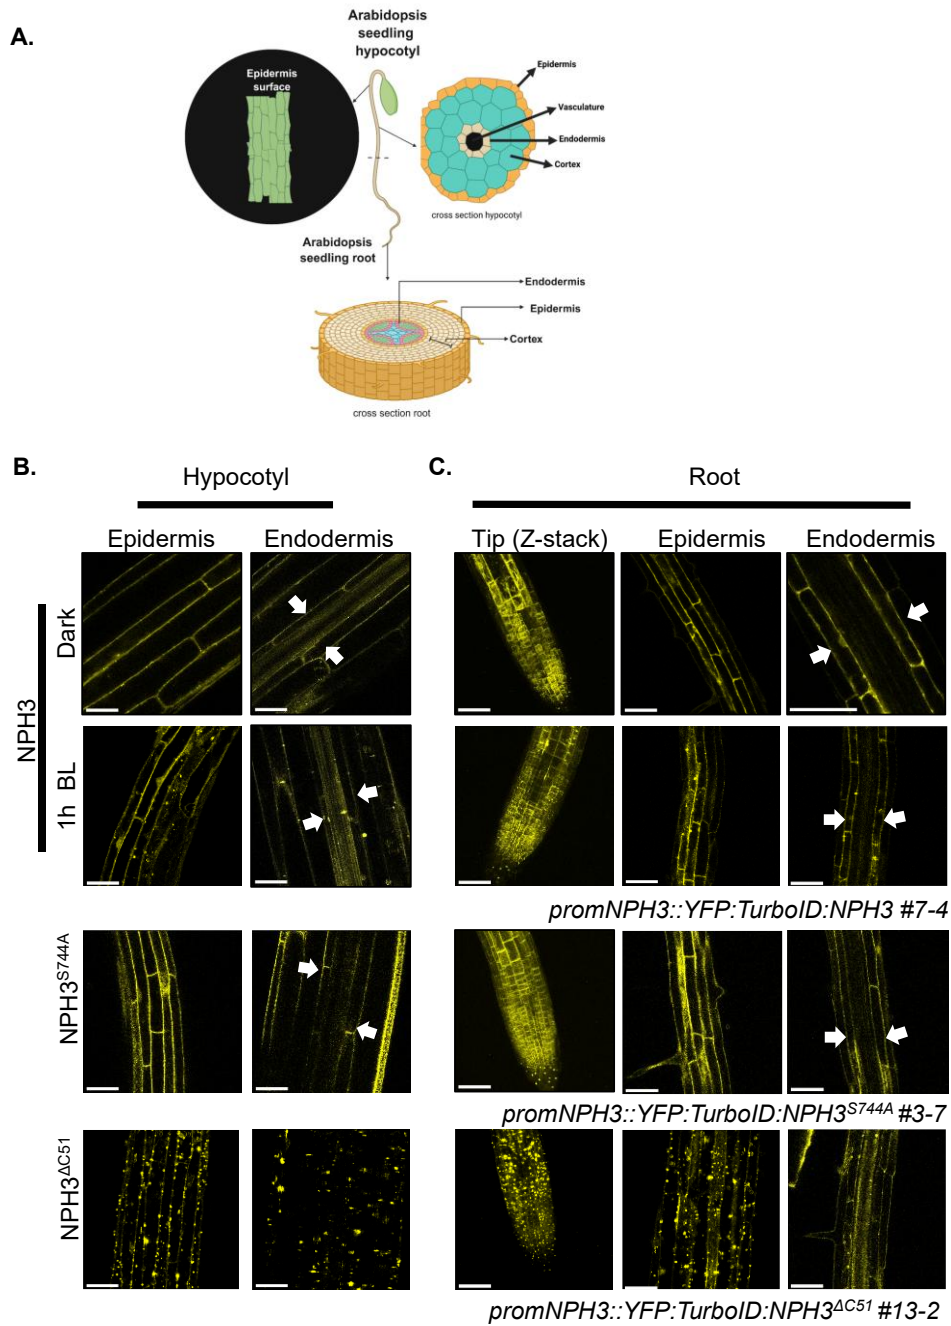 A.
Arabidopsis
seedling
hypocotyl
Epidermis
surface
Epidermis
Vasculature
Endodermis
Cortex
cross section hypocotyl
Arabidopsis
seedling root
Endodermis
Epidermis
Cortex
cross section root
B.
Hypocotyl
Epidermis Endodermis
C.
Root
Tip (Z-stack) Epidermis Endodermis
NPH3
Dark
1h BL
promNPH3::YFP:TurboID:NPH3 #7-4
NPH3S744A
promNPH3::YFP:TurboID:NPH3S744A #3-7
NPH3ΔC51
promNPH3::YFP:TurboID:NPH3ΔC51 #13-2